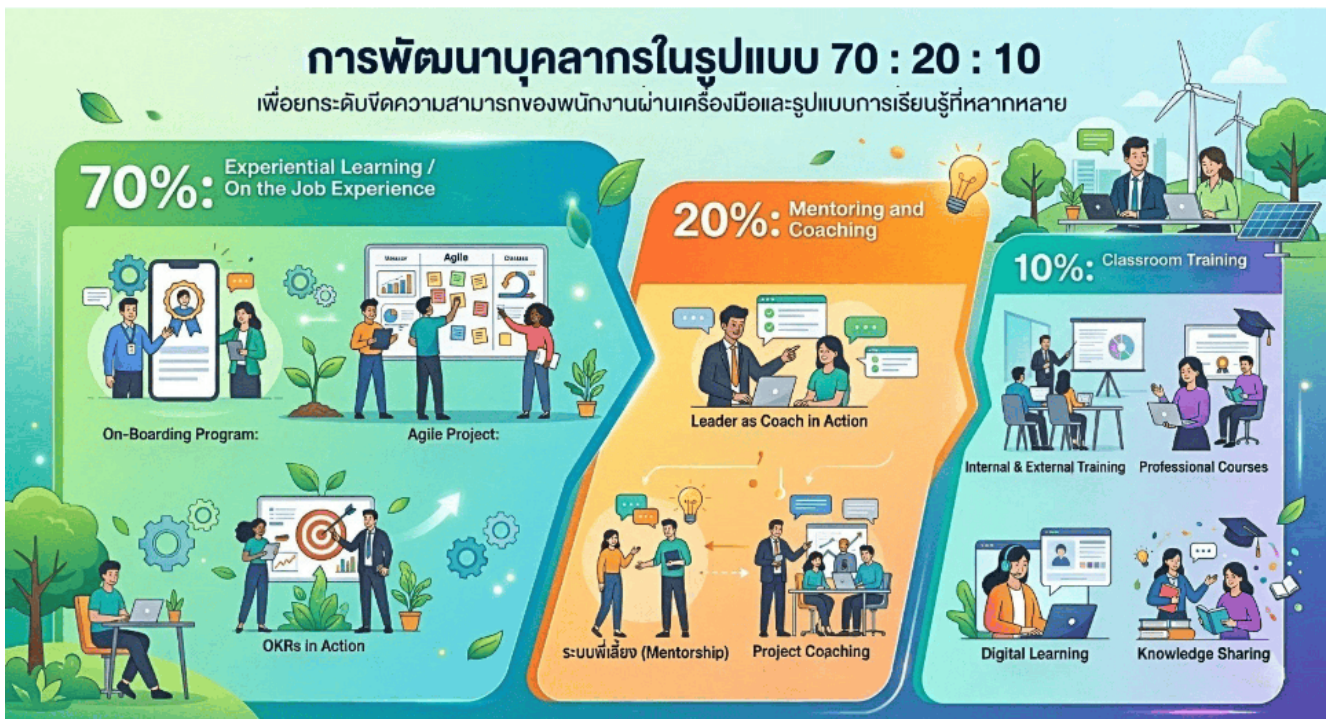 การพัฒนาบุคลากรในรูปแบบ 70 : 20 : 10
เพื่อยกระดับขีดความสามารถของพนักงานผ่านเครื่องมือและรูปแบบการเรียนรู้ที่หลากหลาย
70%: Experiential Learning /
On the Job Experience
Agile
On-Boarding Program:
Agile Project:
OKRs in Action
20%: Mentoring and
Coaching
Leader as Coach in Action
ระบบพี่เลี้ยง (Mentorship)
Project Coaching
10%: Classroom Training
Internal & External Training
Professional Courses
Digital Learning
Knowledge Sharing